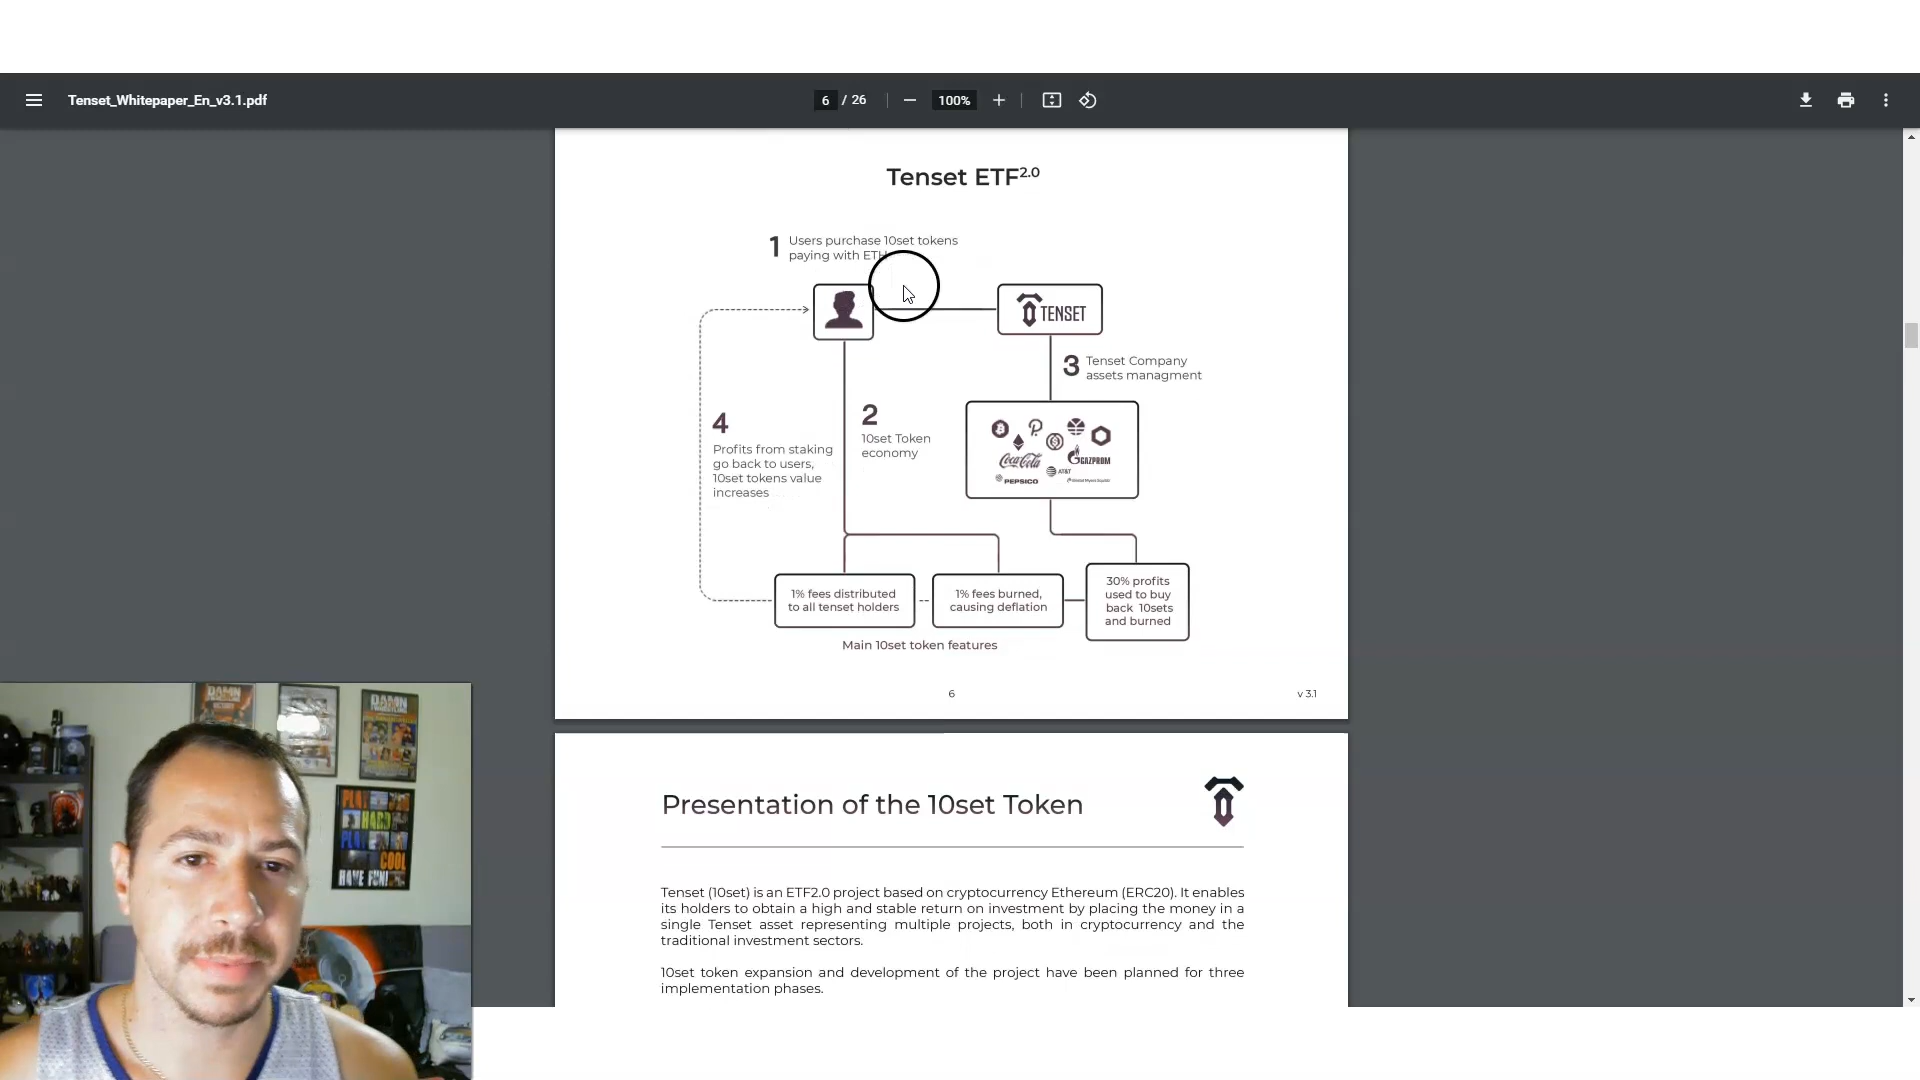 Tenset_Whitepaper_En_v3.1.pdf
6 / 26
100%
Tenset ETF2.0
1 Users purchase 10set tokens
paying with ETH
TENSET
3 Tenset Company
assets managment
4
Profits from staking
go back to users,
10set tokens value
increases
2
10set Token
economy
Coca-Cola
GAZPROM
AT&T
PEPSICO
1% fees distributed
to all tenset holders
1% fees burned,
causing deflation
30% profits
used to buy
back 10sets
and burned
Main 10set token features
6
v 3.1
Presentation of the 10set Token
Tenset (10set) is an ETF2.0 project based on cryptocurrency Ethereum (ERC20). It enables
its holders to obtain a high and stable return on investment by placing the money in a
single Tenset asset representing multiple projects, both in cryptocurrency and the
traditional investment sectors.
10set token expansion and development of the project have been planned for three
implementation phases.
DAMN
DAMN
PLAY
HARD
COOL
HAVE FUN!